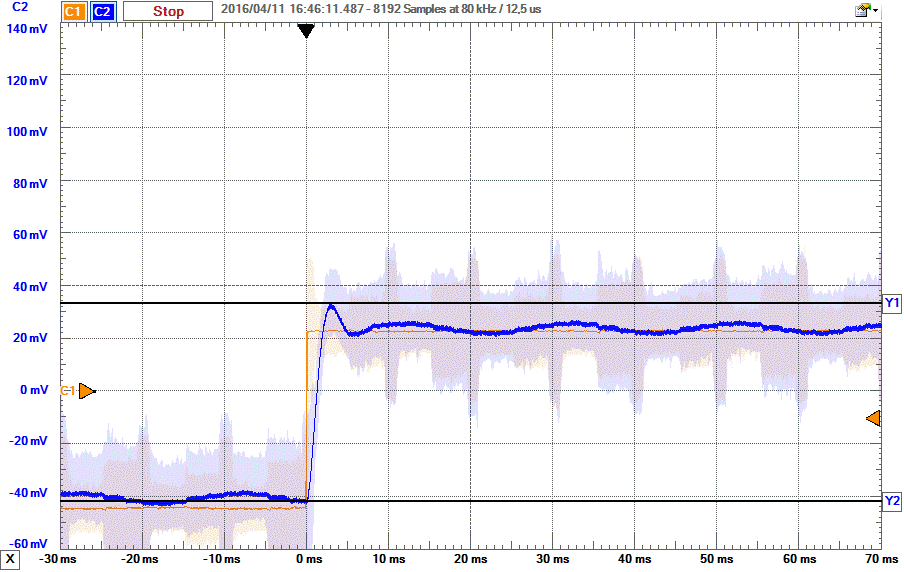 C2 C1 C2 Stop 2016/04/11 16:46:11.487 - 8192 Samples at 80 kHz / 12,5 us
140 mV
120 mV
100 mV
80 mV
60 mV
40 mV
Y1
20 mV
C1 0 mV
-20 mV
-40 mV
Y2
-60 mV
X -30 ms -20 ms -10 ms 0 ms 10 ms 20 ms 30 ms 40 ms 50 ms 60 ms 70 ms